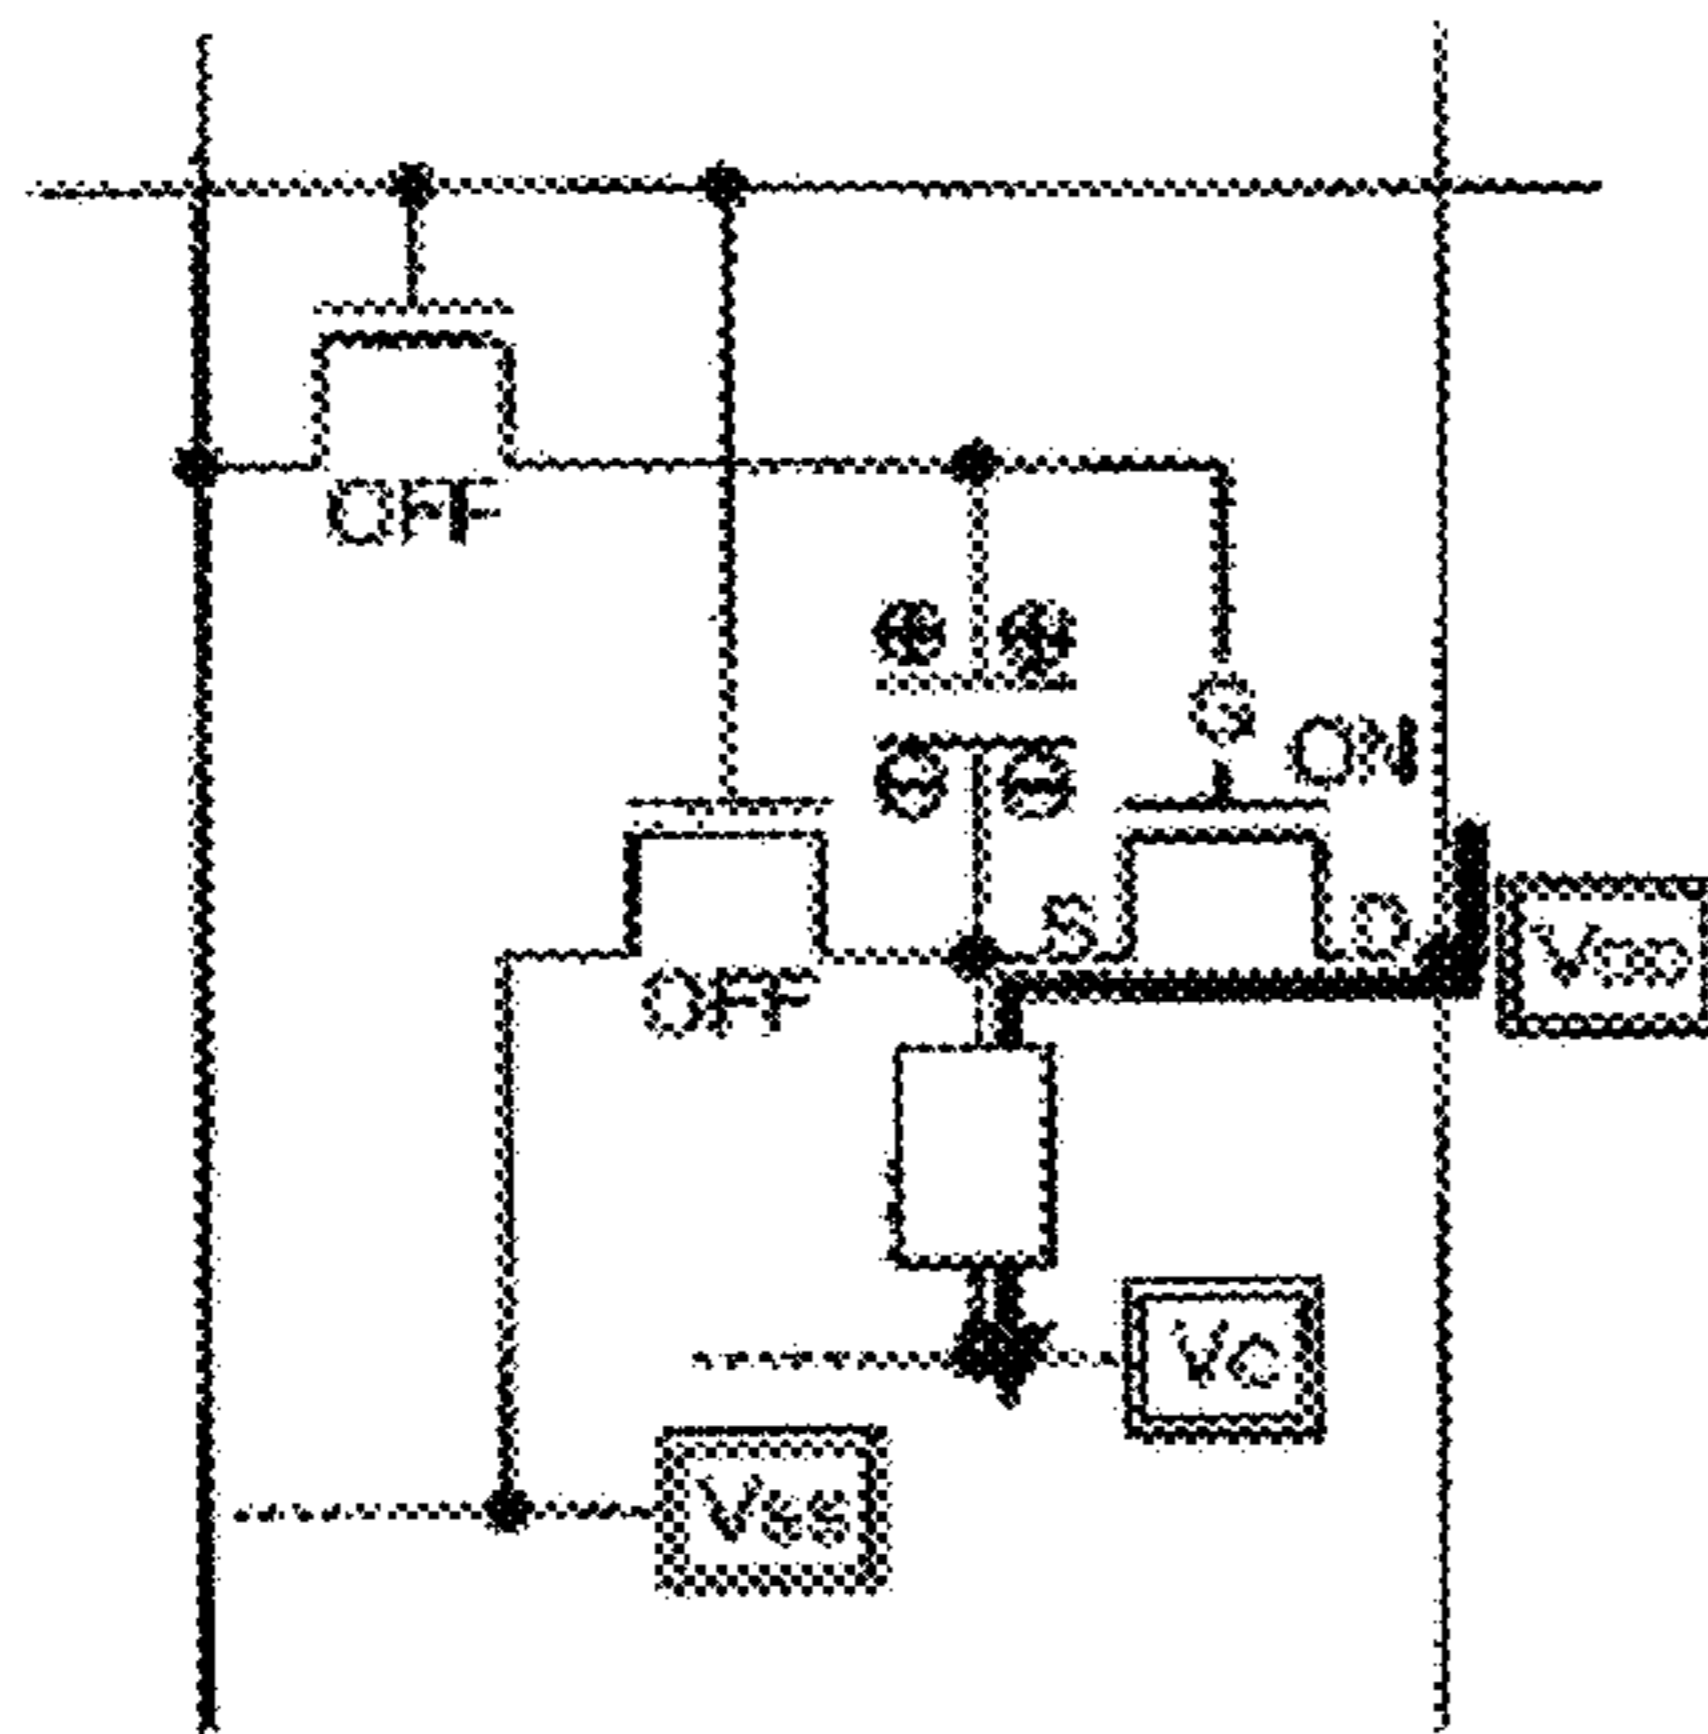 OFF
⊕ ⊕
G ON
⊖ ⊖
S D
VDD
OFF
VC
VSS